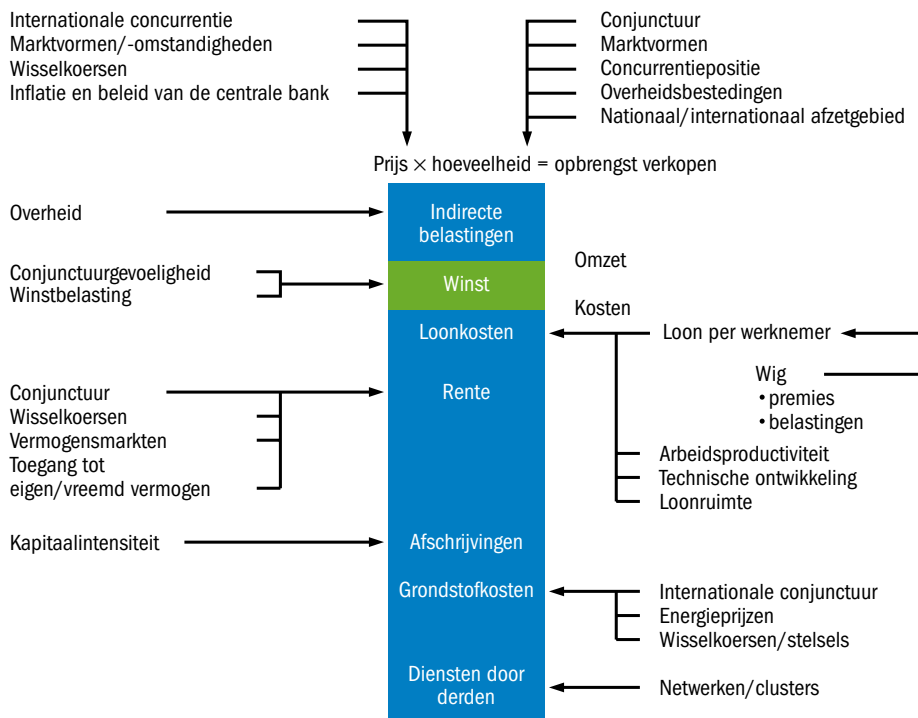 Internationale concurrentie
Marktvormen/-omstandigheden
Wisselkoersen
Inflatie en beleid van de centrale bank
Conjunctuur
Marktvormen
Concurrentiepositie
Overheidsbestedingen
Nationaal/internationaal afzetgebied
Prijs × hoeveelheid = opbrengst verkopen
Overheid
Indirecte
belastingen
Conjunctuurgevoeligheid
Winstbelasting
Winst
Omzet
Kosten
Loonkosten
Loon per werknemer
Wig
• premies
• belastingen
Arbeidsproductiviteit
Technische ontwikkeling
Loonruimte
Conjunctuur
Wisselkoersen
Vermogensmarkten
Toegang tot
eigen/vreemd vermogen
Rente
Kapitaalintensiteit
Afschrijvingen
Grondstofkosten
Internationale conjunctuur
Energieprijzen
Wisselkoersen/stelsels
Diensten door
derden
Netwerken/clusters